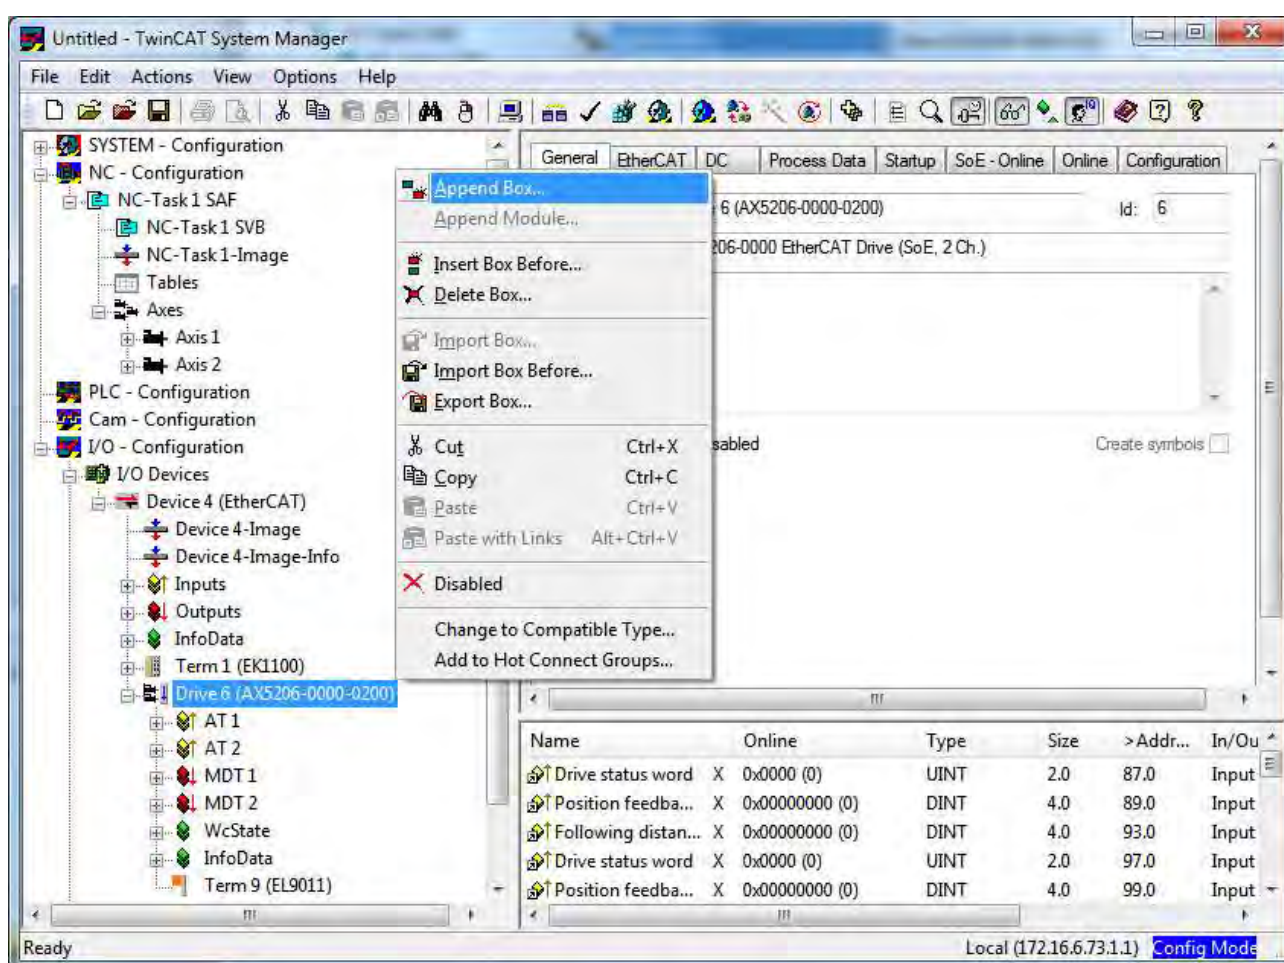 Untitled - TwinCAT System Manager
File Edit Actions View Options Help
SYSTEM - Configuration
NC - Configuration
NC-Task 1 SAF
NC-Task 1 SVB
NC-Task 1-Image
Tables
Axes
Axis 1
Axis 2
PLC - Configuration
Cam - Configuration
I/O - Configuration
I/O Devices
Device 4 (EtherCAT)
Device 4-Image
Device 4-Image-Info
Inputs
Outputs
InfoData
Term 1 (EK1100)
Drive 6 (AX5206-0000-0200)
AT 1
AT 2
MDT 1
MDT 2
WcState
InfoData
Term 9 (EL9011)
Append Box...
Append Module...
Insert Box Before...
Delete Box...
Import Box...
Import Box Before...
Export Box...
Cut Ctrl+X
Copy Ctrl+C
Paste Ctrl+V
Paste with Links Alt+Ctrl+V
Disabled
Change to Compatible Type...
Add to Hot Connect Groups...
General EtherCAT DC Process Data Startup SoE - Online Online Configuration
6 (AX5206-0000-0200) Id: 6
206-0000 EtherCAT Drive (SoE, 2 Ch.)
sabled Create symbols
Name Online Type Size >Addr... In/Ou
Drive status word X 0x0000 (0) UINT 2.0 87.0 Input
Position feedba... X 0x00000000 (0) DINT 4.0 89.0 Input
Following distan... X 0x00000000 (0) DINT 4.0 93.0 Input
Drive status word X 0x0000 (0) UINT 2.0 97.0 Input
Position feedba... X 0x00000000 (0) DINT 4.0 99.0 Input
Ready Local (172.16.6.73.1.1) Config Mode